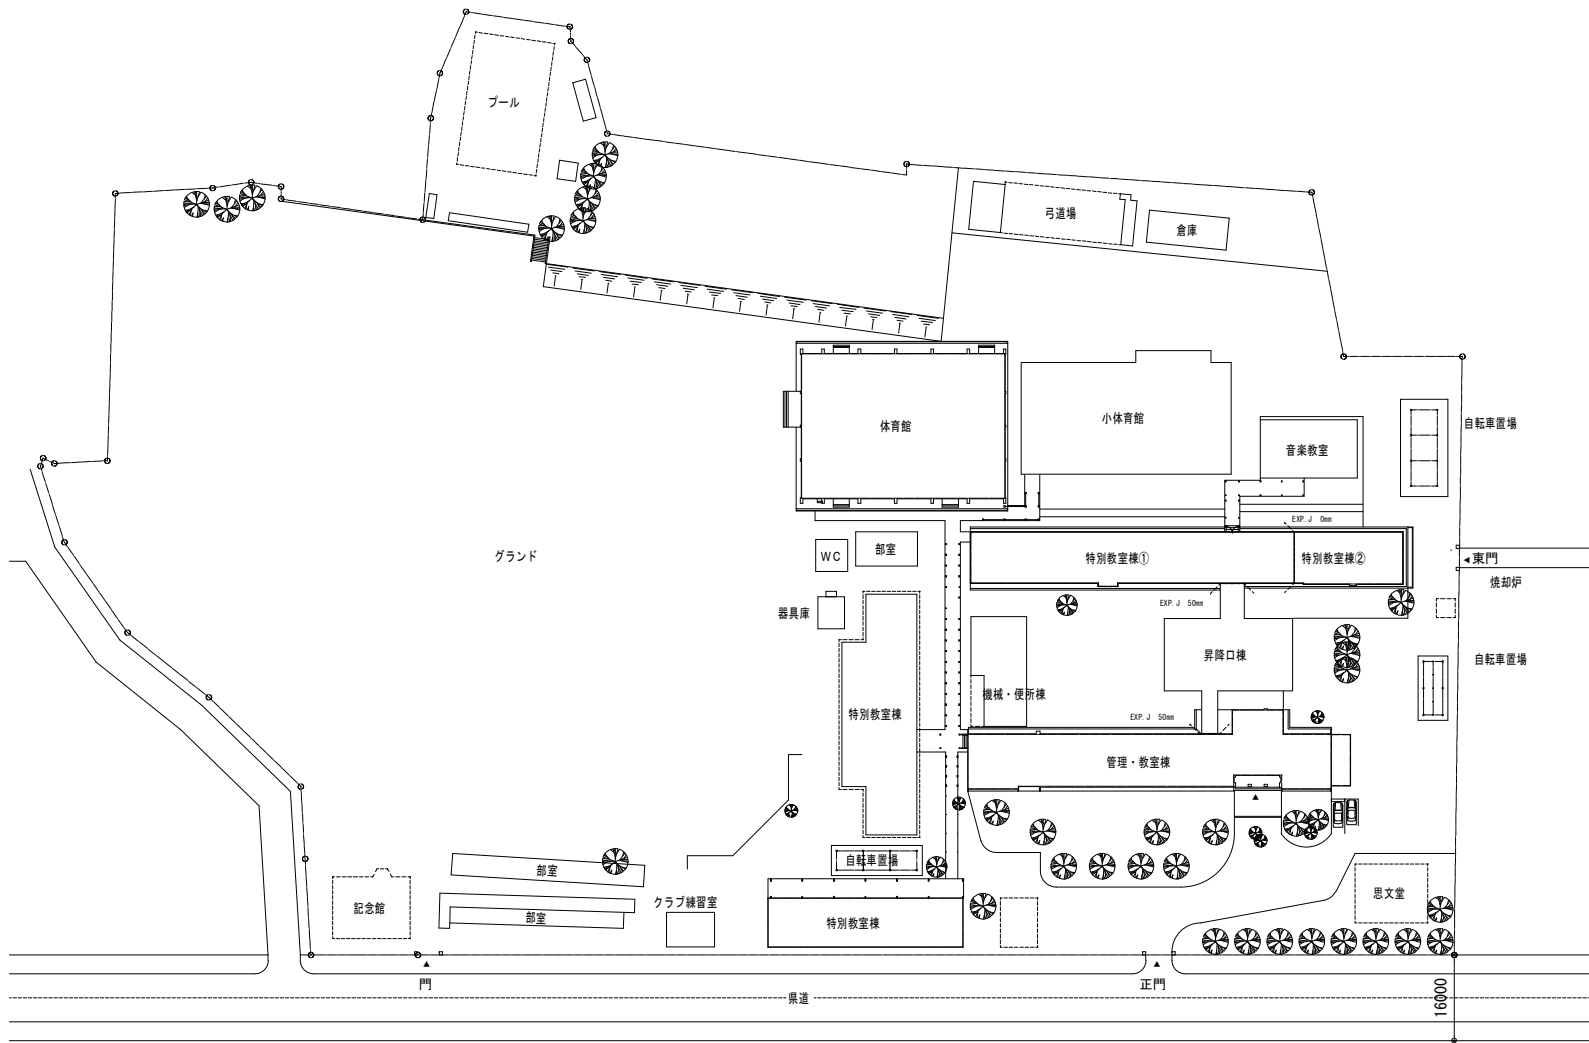 プール
弓道場
倉庫
体育館
小体育館
自転車置場
音楽教室
EXP.J 0mm
グランド
WC
部室
特別教室棟①
特別教室棟②
東門
焼却炉
器具庫
EXP.J 50mm
昇降口棟
自転車置場
機械・便所棟
特別教室棟
EXP.J 50mm
管理・教室棟
部室
自転車置場
記念館
部室
クラブ練習室
特別教室棟
思文堂
門
正門
県道
16000